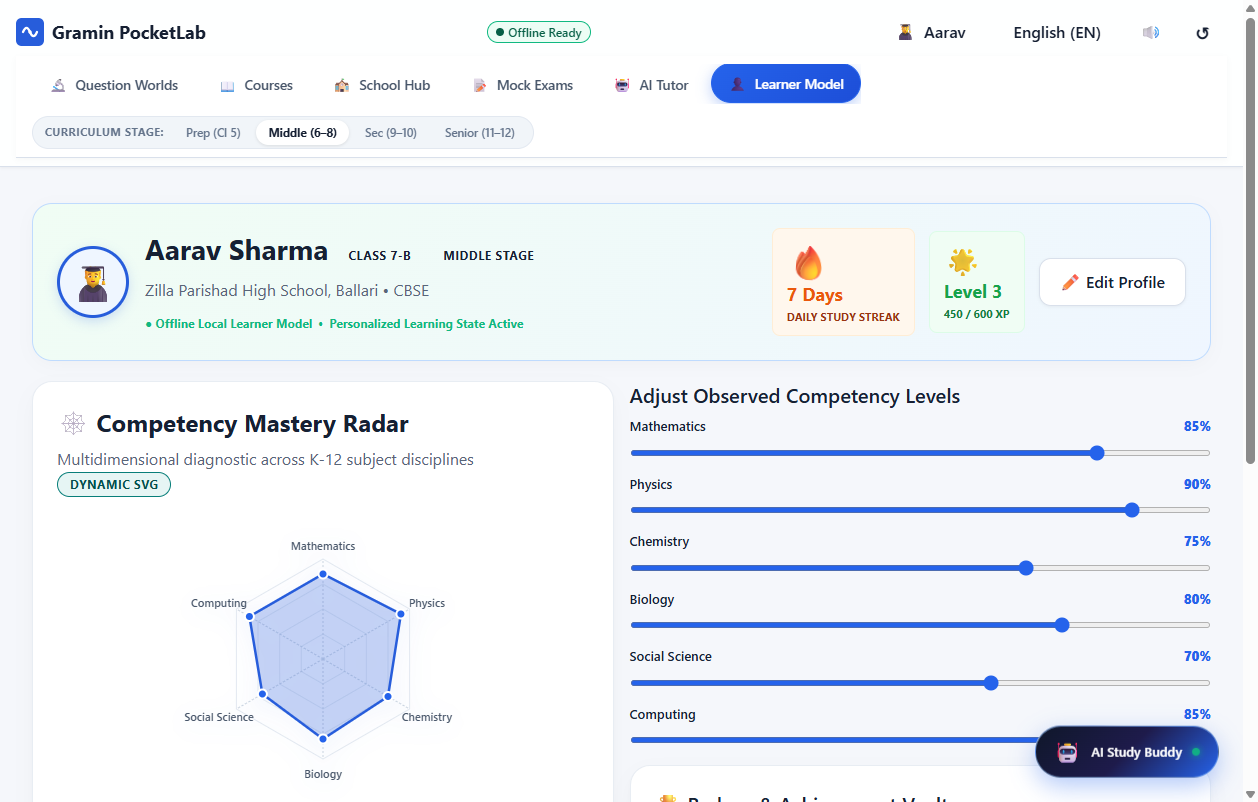 Gramin PocketLab
Offline Ready
Aarav
English (EN)
Question Worlds
Courses
School Hub
Mock Exams
AI Tutor
Learner Model
CURRICULUM STAGE:
Prep (Cl 5)
Middle (6–8)
Sec (9–10)
Senior (11–12)
Aarav Sharma
CLASS 7-B
MIDDLE STAGE
Zilla Parishad High School, Ballari • CBSE
● Offline Local Learner Model • Personalized Learning State Active
7 Days
DAILY STUDY STREAK
Level 3
450 / 600 XP
Edit Profile
Competency Mastery Radar
Multidimensional diagnostic across K-12 subject disciplines
DYNAMIC SVG
Mathematics
Computing
Physics
Social Science
Chemistry
Biology
Adjust Observed Competency Levels
Mathematics 85%
Physics 90%
Chemistry 75%
Biology 80%
Social Science 70%
Computing 85%
AI Study Buddy